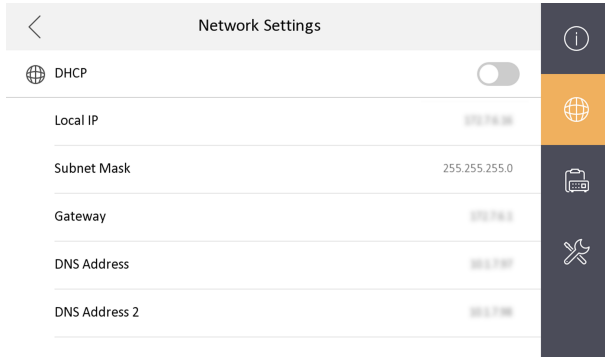 Network Settings
DHCP
Local IP
Subnet Mask 255.255.255.0
Gateway
DNS Address
DNS Address 2